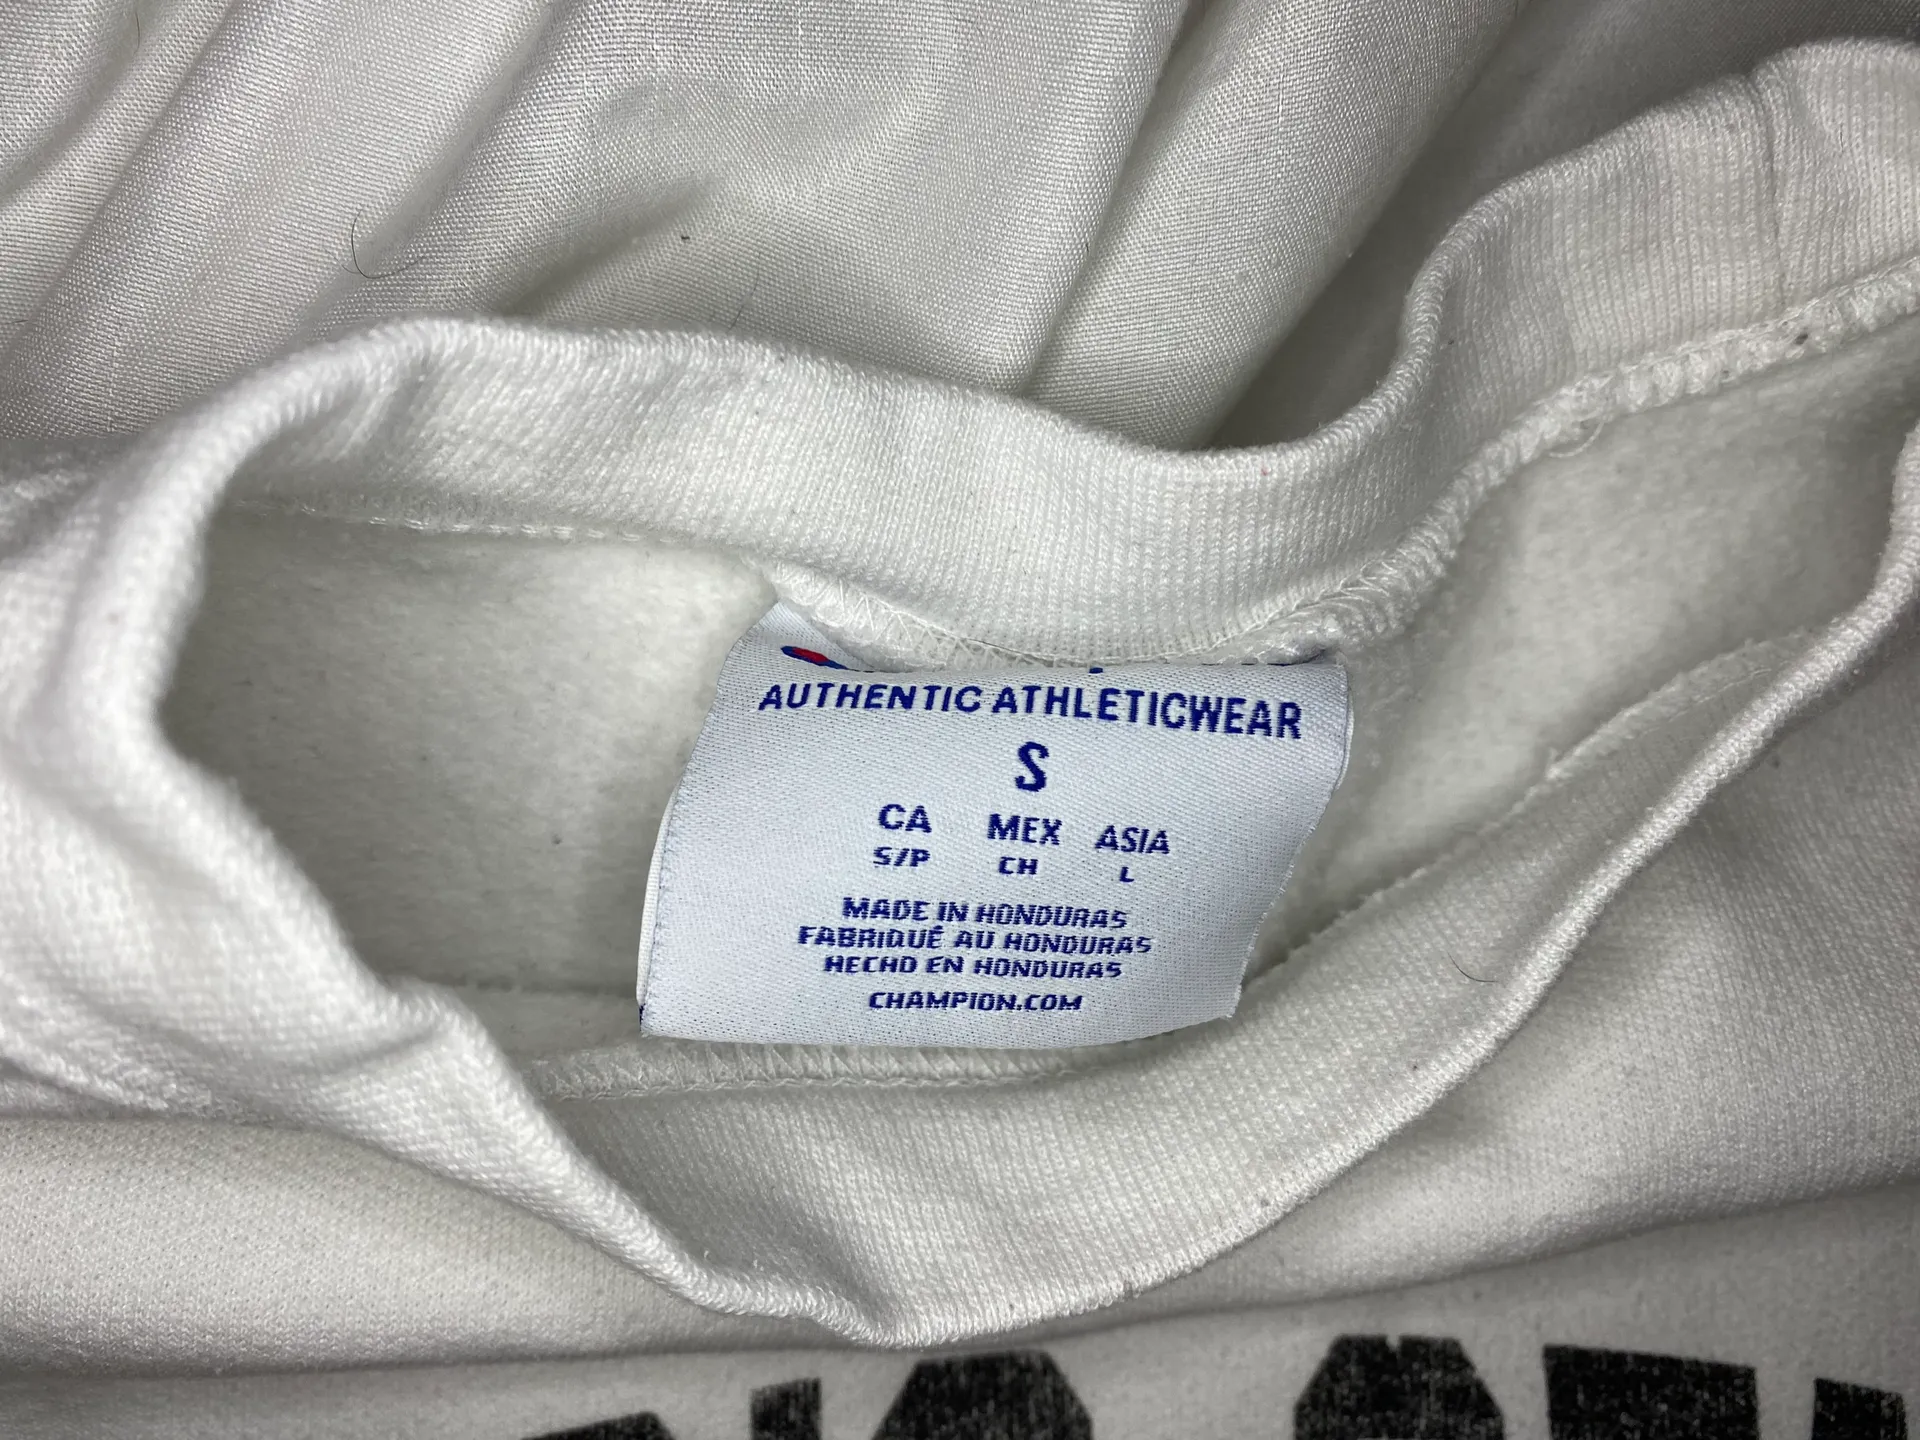 AUTHENTIC ATHLETICWEAR
S
CA MEX ASIA
S/P CH L
MADE IN HONDURAS
FABRIQUÉ AU HONDURAS
HECHO EN HONDURAS
CHAMPION.COM